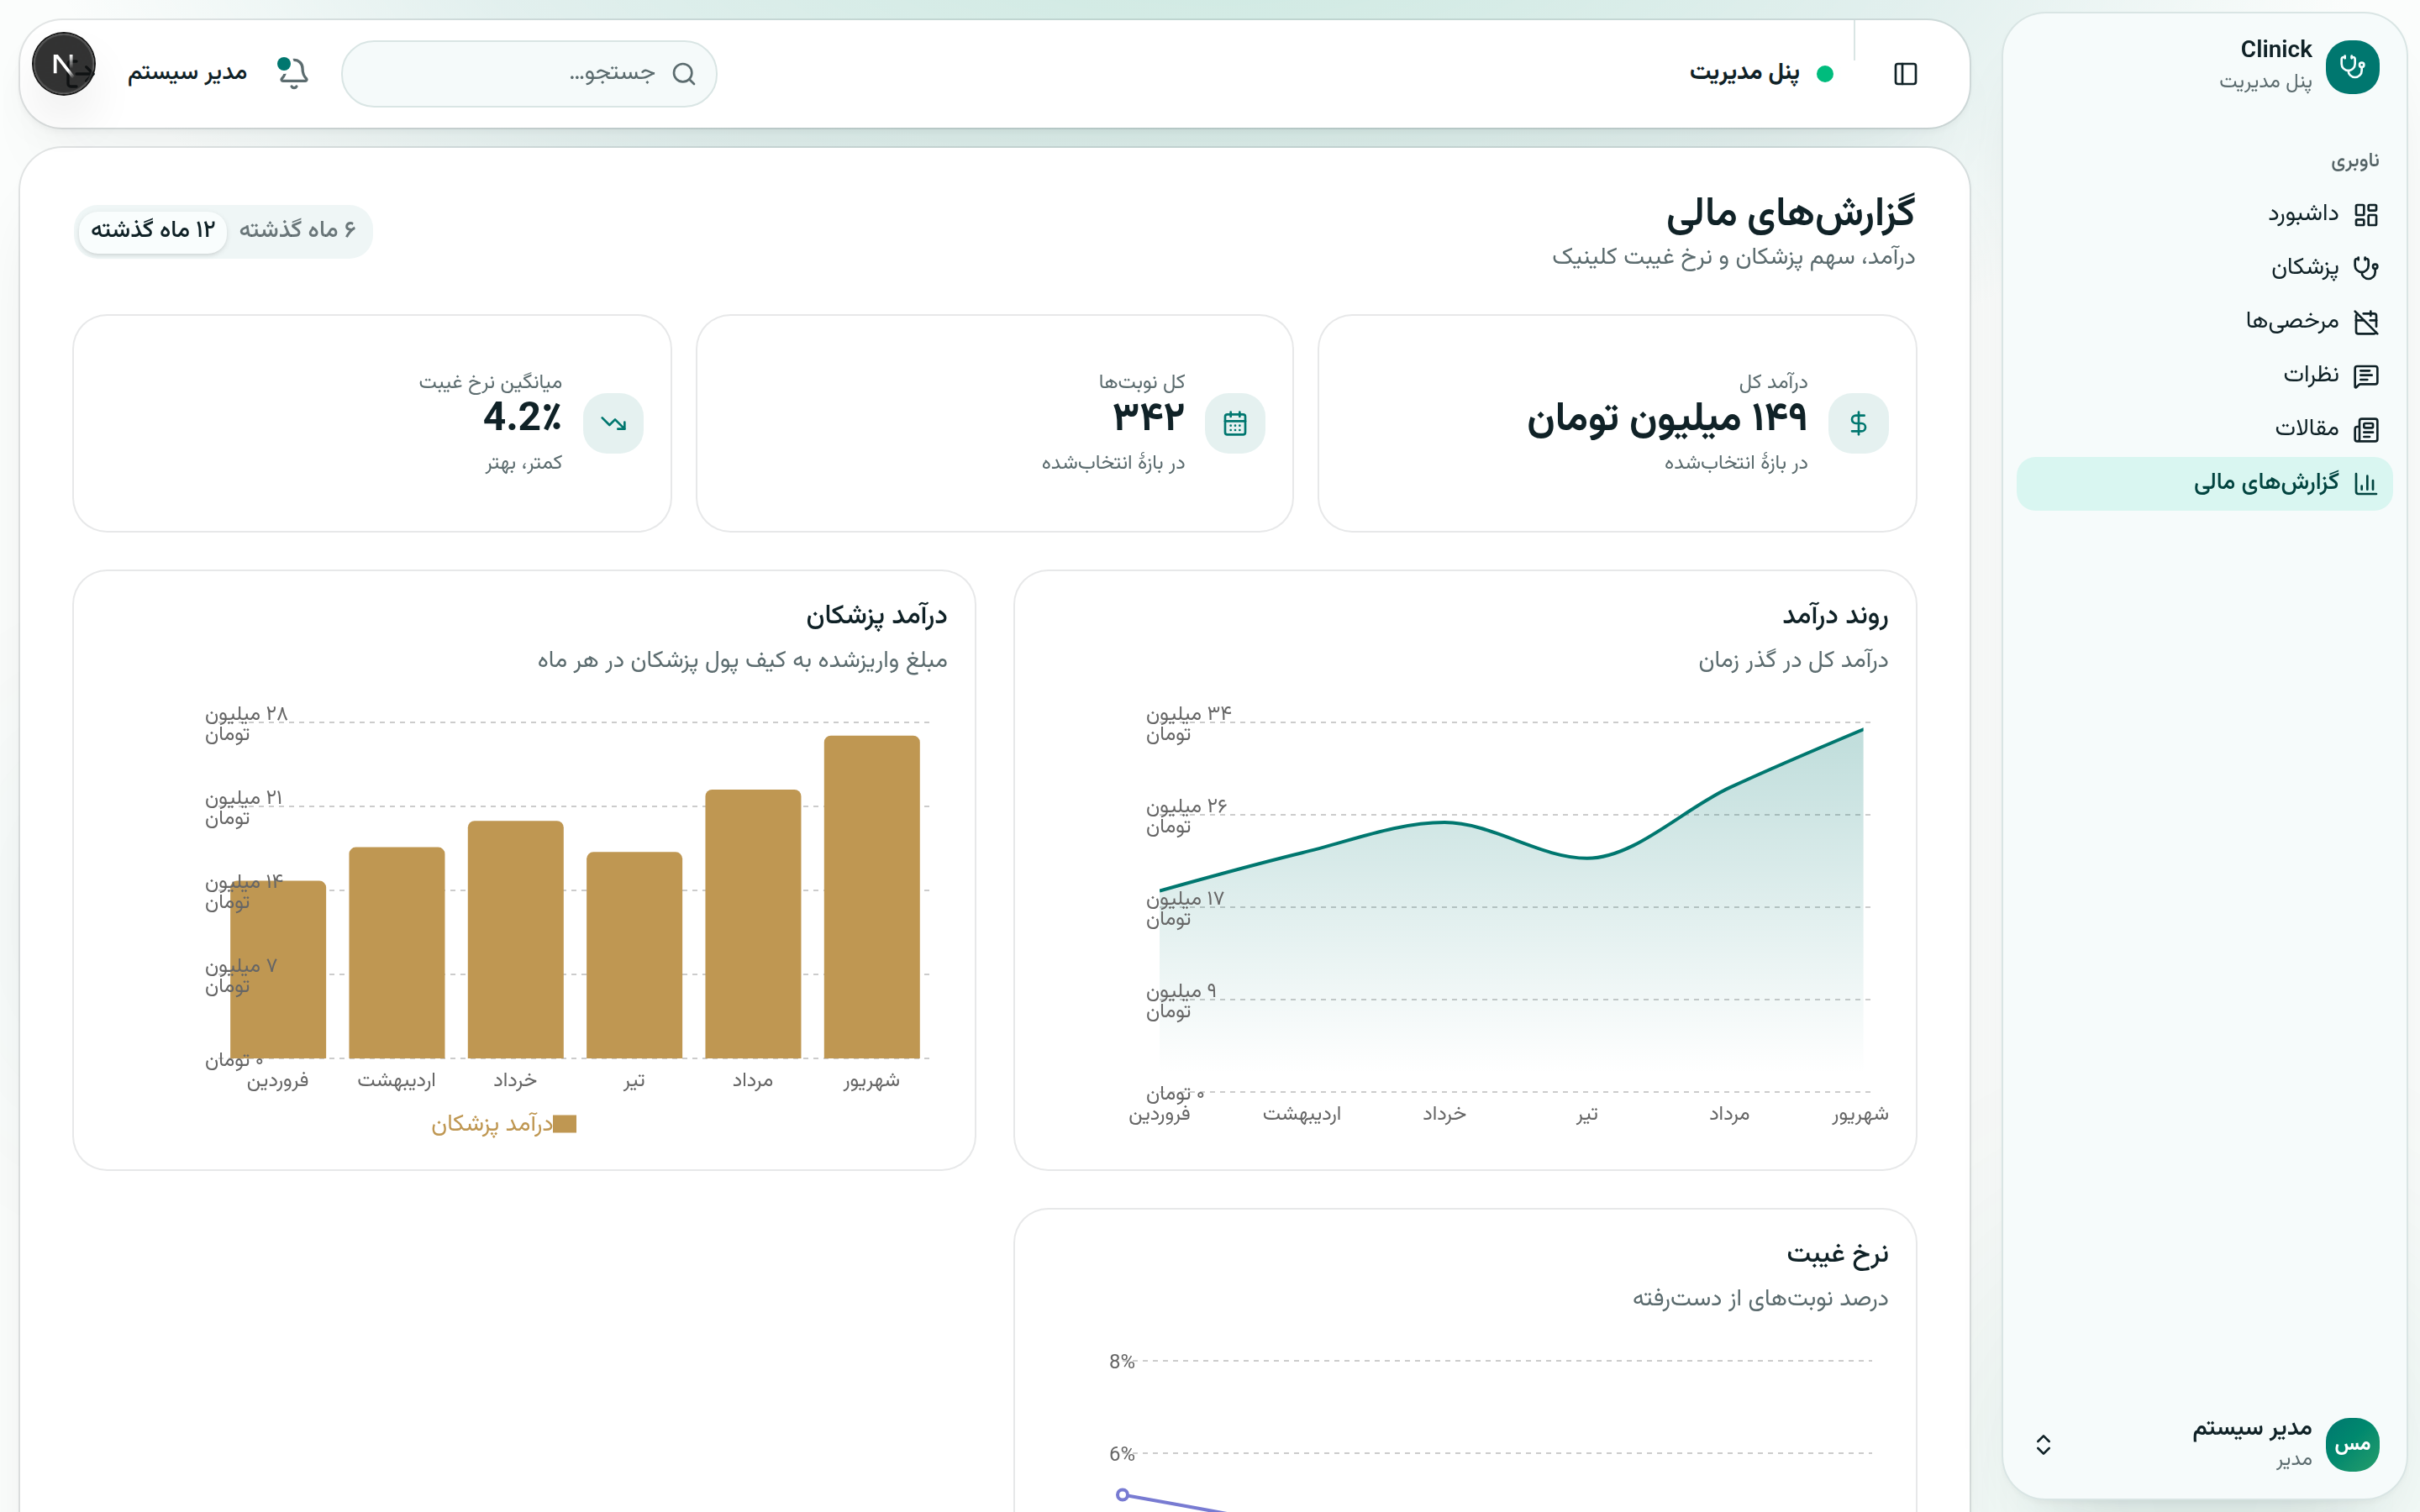 Clinick
پنل مدیریت
ناوبری
داشبورد
پزشکان
مرخصی‌ها
نظرات
مقالات
گزارش‌های مالی
مدیر سیستم
مدیر
مس
پنل مدیریت
جستجو...
مدیر سیستم
N
گزارش‌های مالی
درآمد، سهم پزشکان و نرخ غیبت کلینیک
۶ ماه گذشته
۱۲ ماه گذشته
درآمد کل
۱۴۹ میلیون تومان
در بازهٔ انتخاب‌شده
کل نوبت‌ها
۳۴۲
در بازهٔ انتخاب‌شده
میانگین نرخ غیبت
4.2٪
کمتر، بهتر
روند درآمد
درآمد کل در گذر زمان
۳۴ میلیون
تومان
۲۶ میلیون
تومان
۱۷ میلیون
تومان
۹ میلیون
تومان
۰ تومان
فروردین
اردیبهشت
خرداد
تیر
مرداد
شهریور
درآمد پزشکان
مبلغ واریزشده به کیف پول پزشکان در هر ماه
۲۸ میلیون
تومان
۲۱ میلیون
تومان
۱۴ میلیون
تومان
۷ میلیون
تومان
۰ تومان
فروردین
اردیبهشت
خرداد
تیر
مرداد
شهریور
درآمد پزشکان
نرخ غیبت
درصد نوبت‌های از دست‌رفته
8%
6%